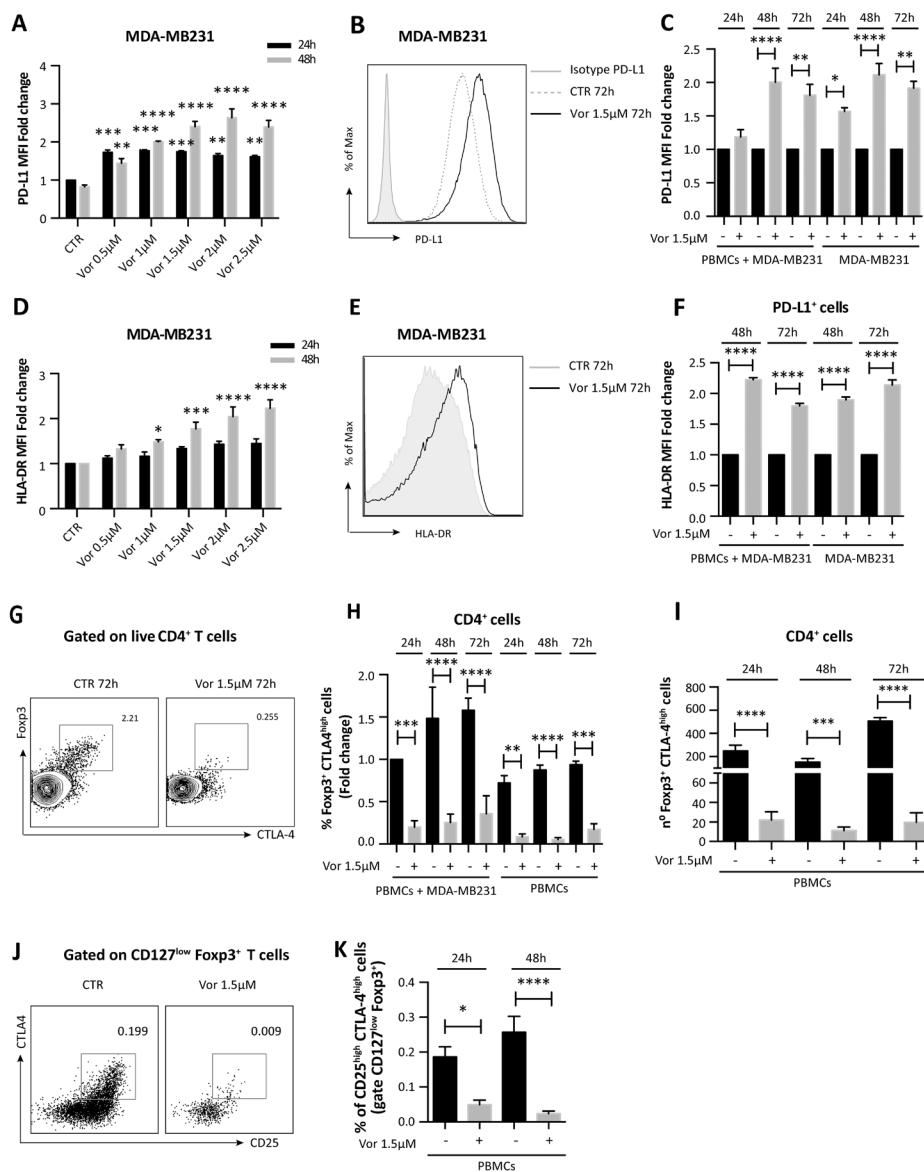 A
MDA-MB231
24h
48h
PD-L1 MFI Fold change
4
3
2
1
0
*** ** *** **** *** **** ** **** ** ****
CTR
Vor 0.5μM
Vor 1μM
Vor 1.5μM
Vor 2μM
Vor 2.5μM
B
MDA-MB231
Isotype PD-L1
CTR 72h
Vor 1.5μM 72h
% of Max
PD-L1
C
24h 48h 72h 24h 48h 72h
**** ** * **** **
PD-L1 MFI Fold change
2.5
2.0
1.5
1.0
0.5
0.0
Vor 1.5μM - + - + - + - + - + - +
PBMCs + MDA-MB231 MDA-MB231
D
MDA-MB231
24h
48h
HLA-DR MFI Fold change
3
2
1
0
* *** **** ****
CTR
Vor 0.5μM
Vor 1μM
Vor 1.5μM
Vor 2μM
Vor 2.5μM
E
MDA-MB231
CTR 72h
Vor 1.5μM 72h
% of Max
HLA-DR
F
PD-L1⁺ cells
48h 72h 48h 72h
**** **** **** ****
HLA-DR MFI Fold change
2.5
2.0
1.5
1.0
0.5
0.0
Vor 1.5μM - + - + - + - +
PBMCs + MDA-MB231 MDA-MB231
G
Gated on live CD4⁺ T cells
CTR 72h Vor 1.5μM 72h
Foxp3
2.21 0.255
CTLA-4
H
CD4⁺ cells
24h 48h 72h 24h 48h 72h
*** **** **** ** **** ***
% Foxp3⁺ CTLA4ʰⁱᵍʰ cells
(Fold change)
2.0
1.5
1.0
0.5
0.0
Vor 1.5μM - + - + - + - + - + - +
PBMCs + MDA-MB231 PBMCs
I
CD4⁺ cells
24h 48h 72h
**** *** ****
nº Foxp3⁺ CTLA-4ʰⁱᵍʰ cells
800
600
400
200
60
40
20
0
Vor 1.5μM - + - + - +
PBMCs
J
Gated on CD127ˡᵒʷ Foxp3⁺ T cells
CTR Vor 1.5μM
CTLA4
0.199 0.009
CD25
K
24h 48h
* ****
% of CD25ʰⁱᵍʰ CTLA-4ʰⁱᵍʰ cells
(gate CD127ˡᵒʷ Foxp3⁺)
0.4
0.3
0.2
0.1
0.0
Vor 1.5μM - + - +
PBMCs